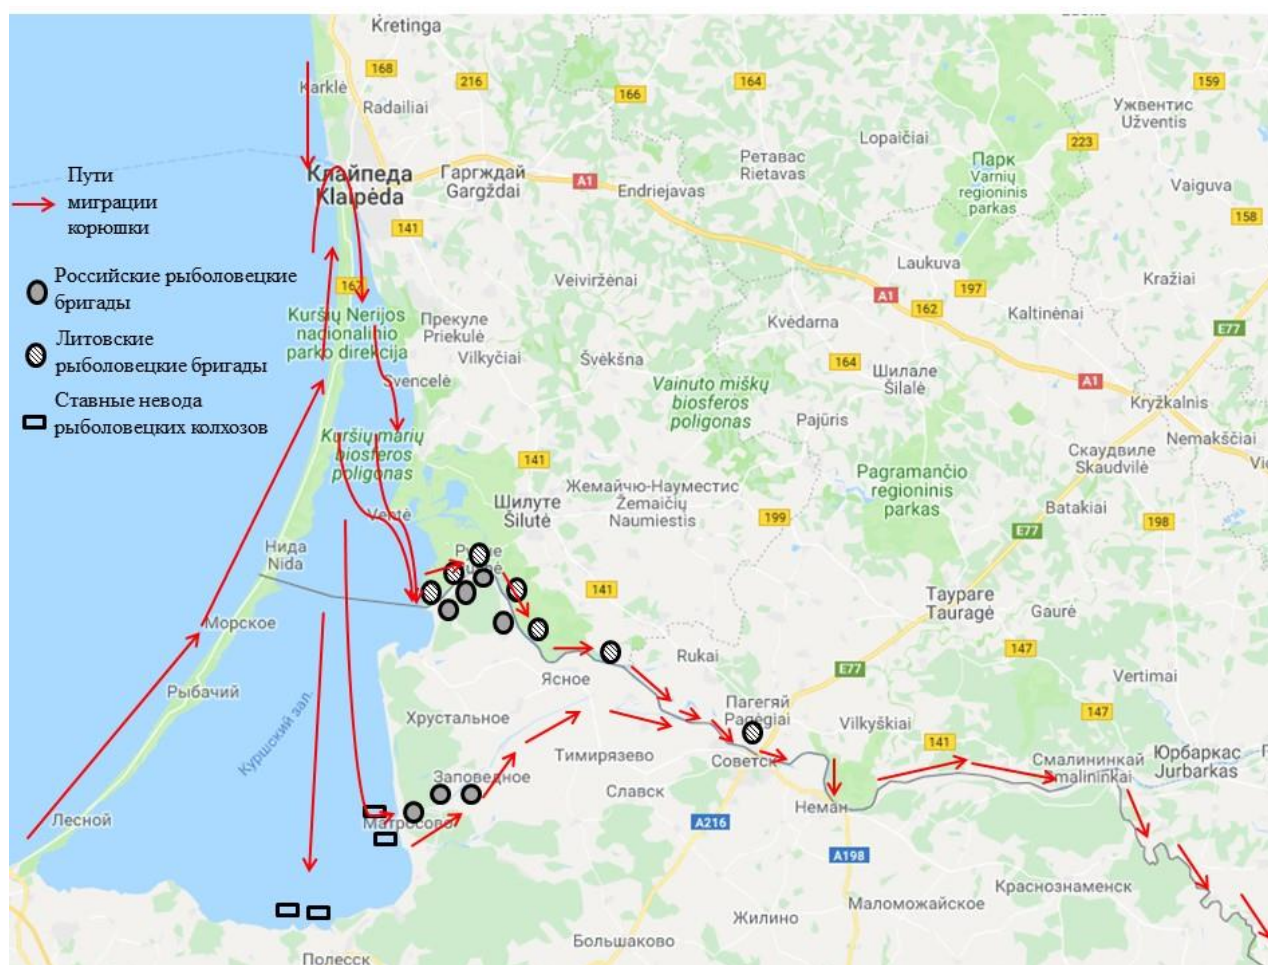 Kretinga
168
216
164
159
166
Karklė
Radailiai
Ужвентис
Užventis
Lopaičiai
223
Ретавас
Rietavas
Парк
Varnių
regioninis
parkas
Пути
миграции
корюшки
Клайпеда
Klaipėda
Гаргждай
Gargždai
A1
Endriejavas
Vaiguva
158
141
Российские рыболовецкие
бригады
167
Veiviržėnai
Laukuva
197
A1
162
Kražiai
Kuršių Nerijos
nacionalinio
parko direkcija
Прекуле
Priekulė
Kvėdarna
Kaltinėnai
E77
Литовские
рыболовецкие бригады
Vilkyčiai
Švėkšna
164
Шилале
Šilalė
Svencelė
Vainuto miškų
biosferos
poligonas
A1
Kryžkalnis
Ставные невода
рыболовецких колхозов
Pajūris
Nemakščiai
Kuršių marių
biosferos
poligonas
141
Скаудвиле
Skaudvilė
Жемайчю-Науместис
Žemaičių
Naumiestis
Pagramančio
regioninis
parkas
Шилуте
Šilutė
Ventė
199
Batakiai
198
E77
Нида
Nida
141
Таураге
Tauragė
Gaurė
Морское
147
Rukai
E77
Vertimai
Рыбачий
Ясное
Пагегяй
Pagėgiai
Хрустальное
Vilkyškiai
147
141
Куршский зал.
Тимирязево
Советск
Смалининкай
Smalininkai
Юрбаркас
Jurbarkas
Заповедное
Славск
Неман
Лесной
Матросово
A216
A198
Краснознаменск
Маломожайское
Жилино
Большаково
Полесск